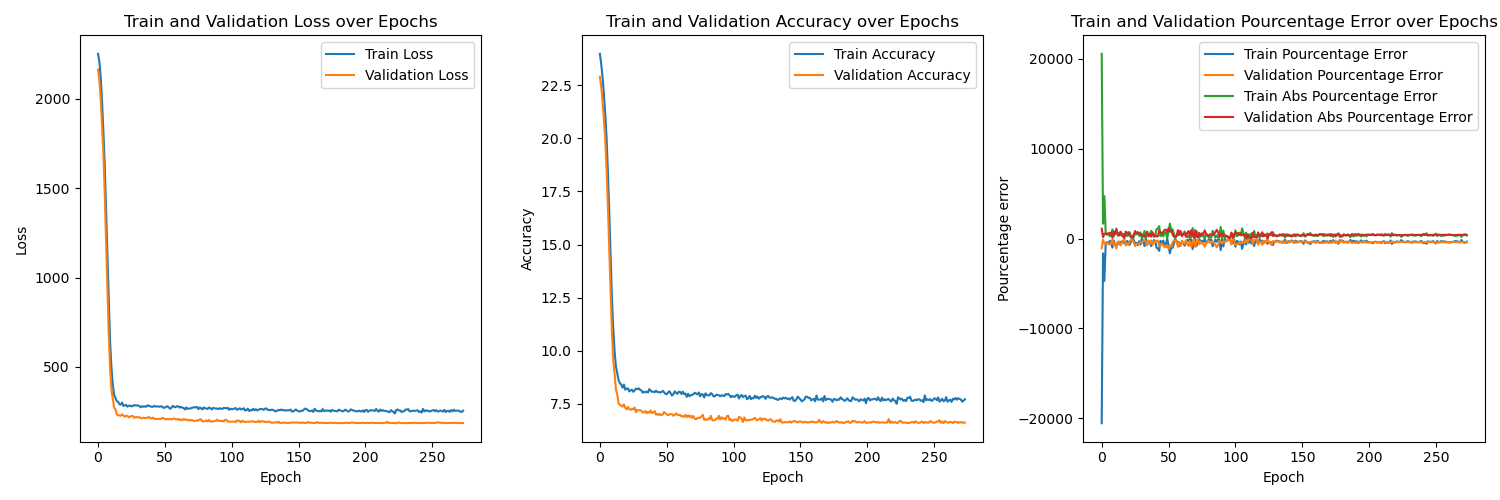 Train and Validation Loss over Epochs
Train Loss
Validation Loss
2000
1500
1000
500
Loss
0
50
100
150
200
250
Epoch
Train and Validation Accuracy over Epochs
Train Accuracy
Validation Accuracy
22.5
20.0
17.5
15.0
12.5
10.0
7.5
Accuracy
0
50
100
150
200
250
Epoch
Train and Validation Pourcentage Error over Epochs
Train Pourcentage Error
Validation Pourcentage Error
Train Abs Pourcentage Error
Validation Abs Pourcentage Error
20000
10000
0
−10000
−20000
Pourcentage error
0
50
100
150
200
250
Epoch